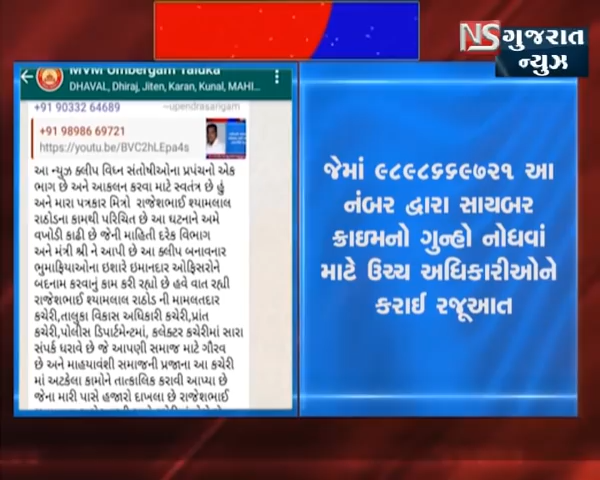 NS ગુજરાત
ન્યુઝ
MVM Umbergam Taluka
DHAVAL, Dhiraj, Jiten, Karan, Kunal, MAHI...
+91 90332 64689 ~upendrasarigam
+91 98986 69721
https://youtu.be/BVC2hLEpa4s
આ ન્યુઝ ક્લીપ વિઘ્ન સંતોષીઓના પ્રપંચનો એક
ભાગ છે અને આકલન કરવા માટે સ્વતંત્ર છે હું
અને મારા પત્રકાર મિત્રો રાજેશભાઈ શ્યામલાલ
રાઠોડના કામથી પરિચિત છે આ ઘટનાને અમે
વખોડી કાઢી છે જેની માહિતી દરેક વિભાગ
અને મંત્રી શ્રી ને આપી છે આ ક્લીપ બનાવનાર
ભુમાફિયાઓના ઇશારે ઇમાનદાર ઓફિસરોને
બદનામ કરવાનું કામ કરી રહ્યો છે હવે વાત રહી
રાજેશભાઈ શ્યામલાલ રાઠોડ ની મામલતદાર
કચેરી,તાલુકા વિકાસ અધિકારી કચેરી,પ્રાંત
કચેરી,પોલીસ ડિપાર્ટમેન્ટમાં, કલેક્ટર કચેરીમાં સારા
સંપર્ક ધરાવે છે જે આપણી સમાજ માટે ગૌરવ
છે અને માહ્યાવંશી સમાજની પ્રજાના આ કચેરી
માં અટકેલા કામોને તાત્કાલિક કરાવી આપ્યા છે
જેના મારી પાસે હજારો દાખલા છે રાજેશભાઈ
જેમાં ૯૮૯૮૬૬૯૭૨૧ આ
નંબર દ્વારા સાયબર
ક્રાઇમનો ગુન્હો નોધવાં
માટે ઉચ્ચ અધિકારીઓને
કરાઈ રજૂઆત